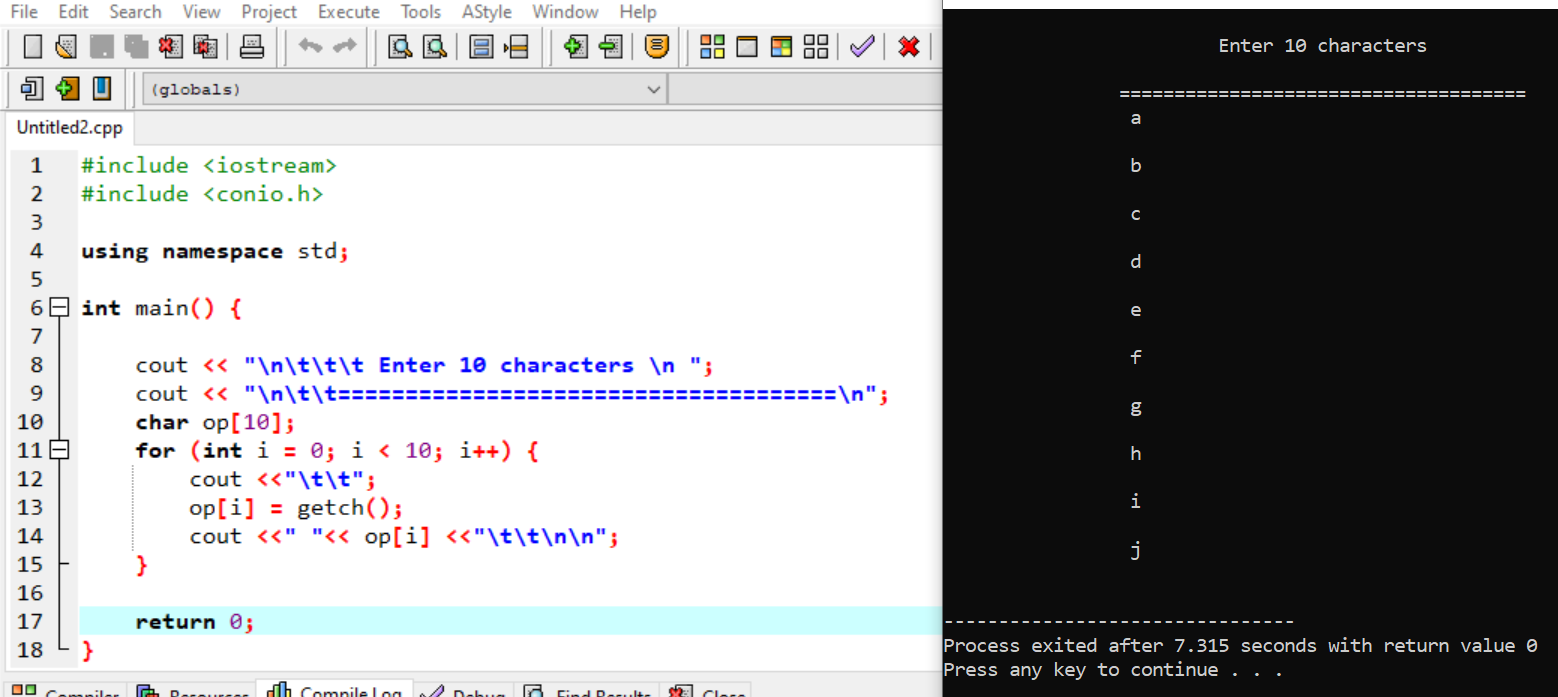 File Edit Search View Project Execute Tools AStyle Window Help
(globals)
Untitled2.cpp
1 #include <iostream>
2 #include <conio.h>
3
4 using namespace std;
5
6 int main() {
7
8 cout << "\n\t\t\t Enter 10 characters \n ";
9 cout << "\n\t\t=====================================\n";
10 char op[10];
11 for (int i = 0; i < 10; i++) {
12 cout <<"\t\t";
13 op[i] = getch();
14 cout <<" "<< op[i] <<"\t\t\n\n";
15 }
16
17 return 0;
18 }
Compiler Resources Compile Log Debug Find Results Close
Enter 10 characters
=====================================
a
b
c
d
e
f
g
h
i
j
--------------------------------
Process exited after 7.315 seconds with return value 0
Press any key to continue . . .